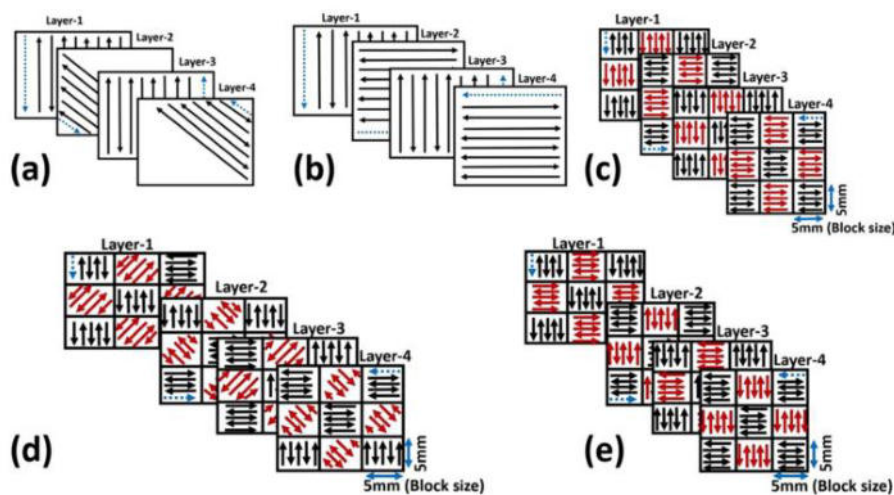 Layer-1
Layer-2
Layer-3
Layer-4
(a)
Layer-1
Layer-2
Layer-3
Layer-4
(b)
Layer-1
Layer-2
Layer-3
Layer-4
(c)
5mm
5mm (Block size)
Layer-1
Layer-2
Layer-3
Layer-4
(d)
5mm
5mm (Block size)
Layer-1
Layer-2
Layer-3
Layer-4
(e)
5mm
5mm (Block size)